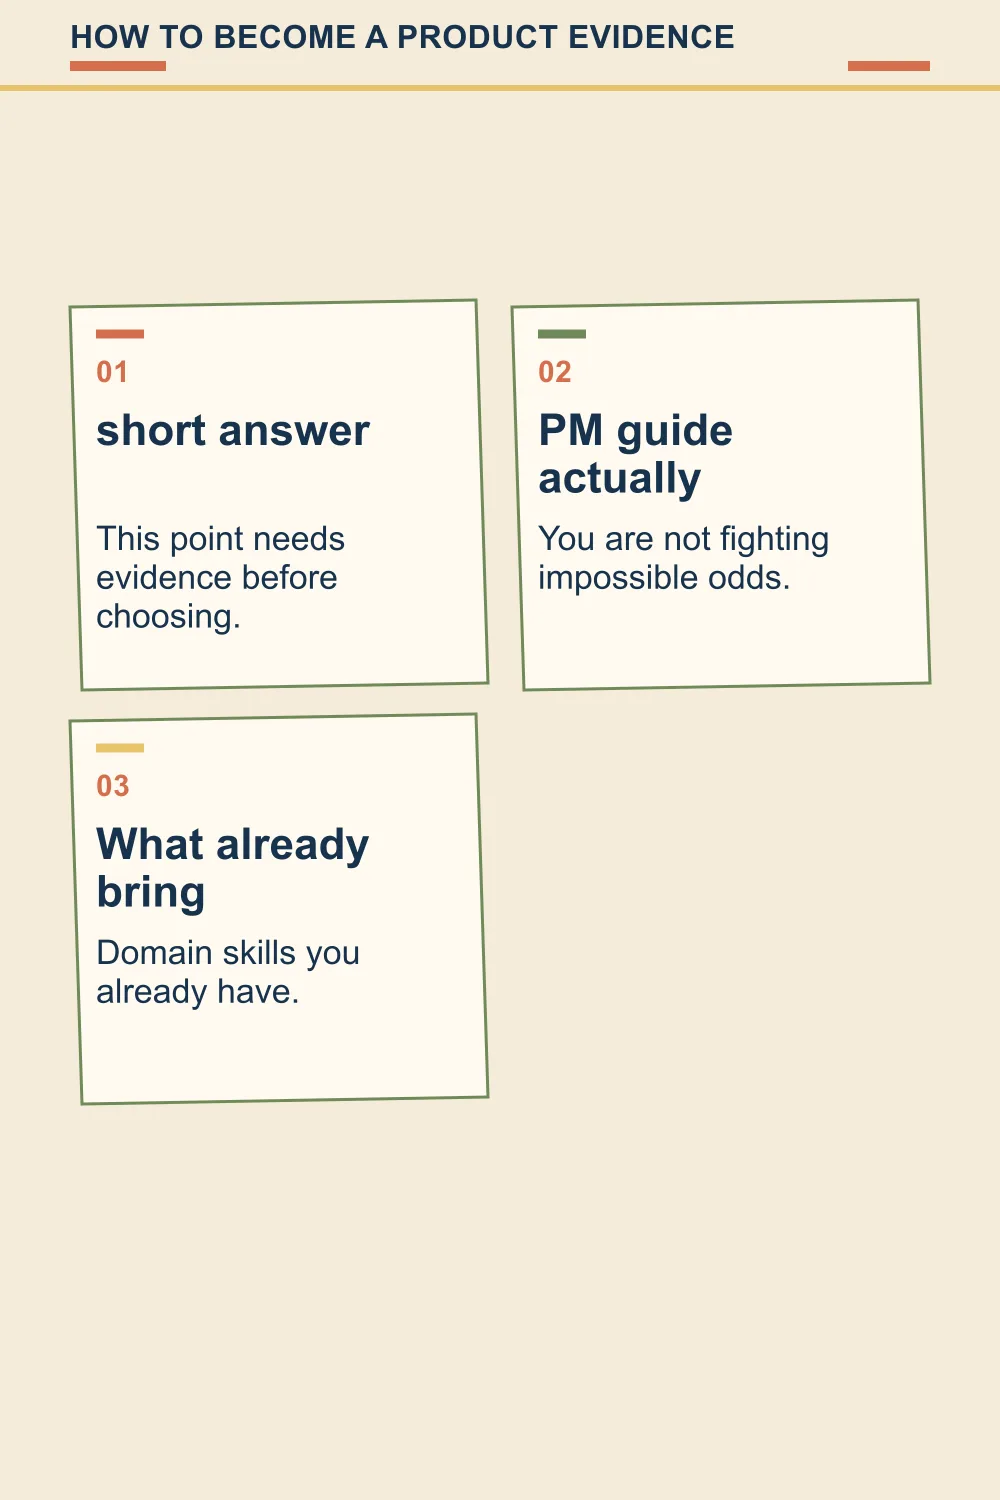 HOW TO BECOME A PRODUCT EVIDENCE
01
short answer
This point needs
evidence before
choosing.
02
PM guide
actually
You are not fighting
impossible odds.
03
What already
bring
Domain skills you
already have.